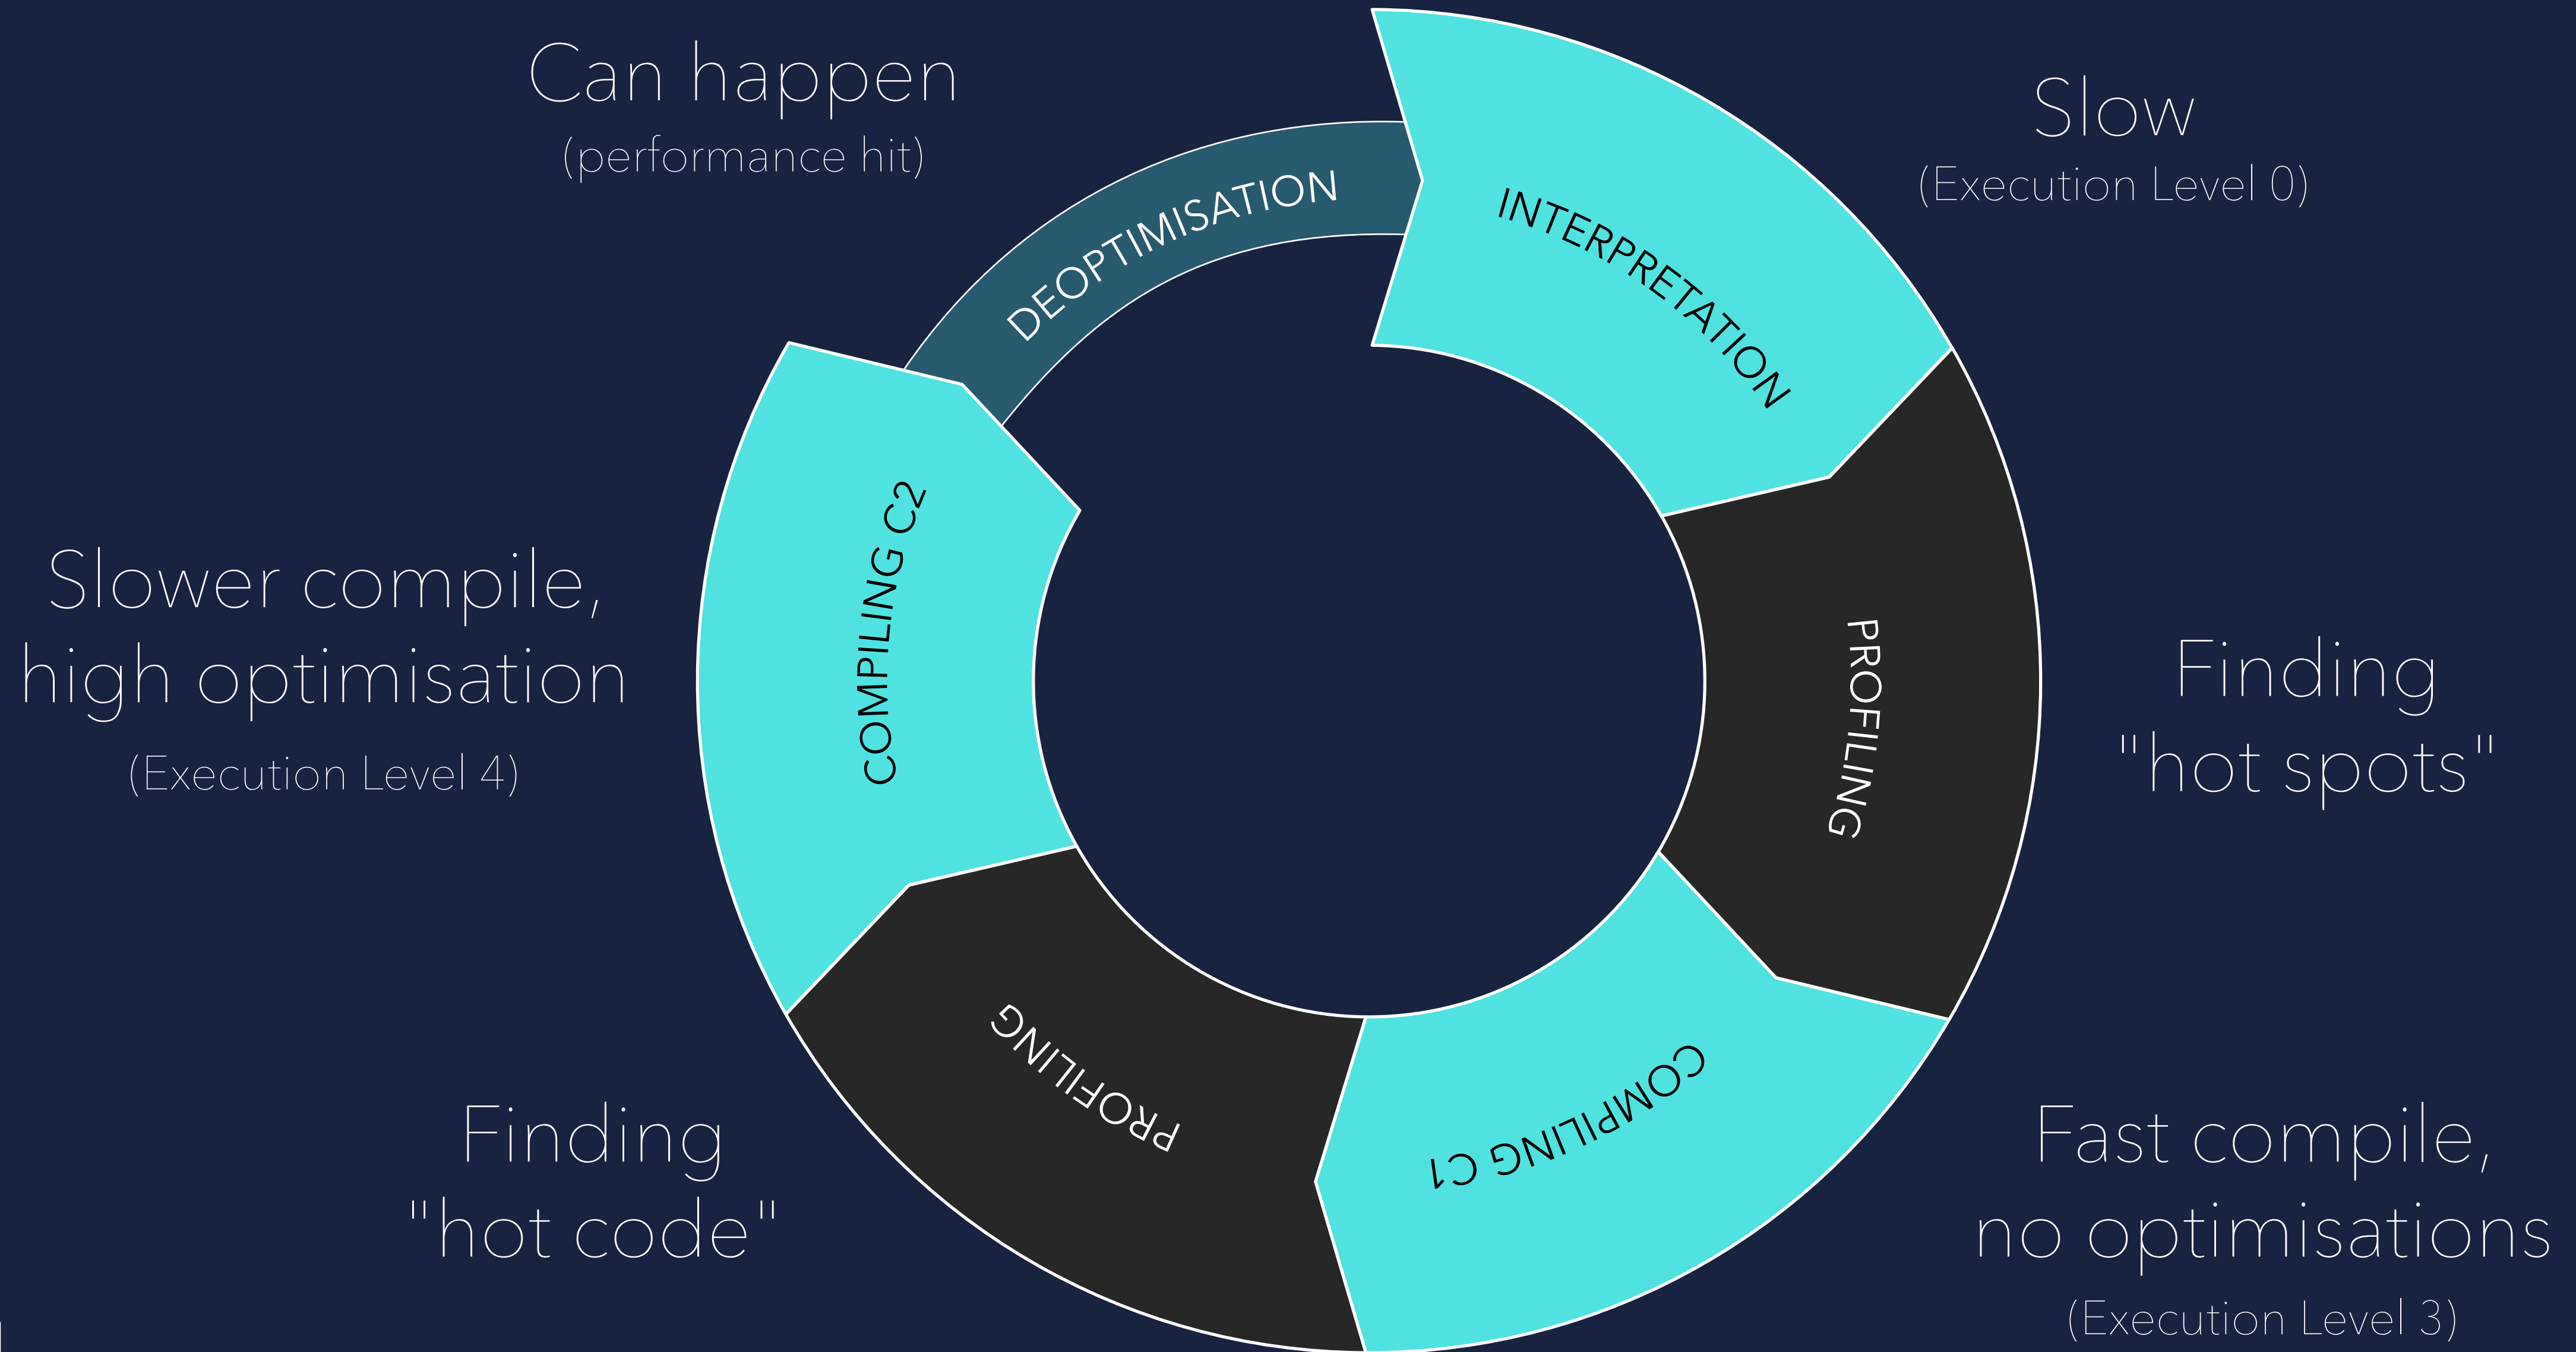 Can happen
(performance hit)
DEOPTIMISATION
INTERPRETATION
Slow
(Execution Level 0)
PROFILING
Finding
"hot spots"
COMPILING C1
Fast compile,
no optimisations
(Execution Level 3)
PROFILING
Finding
"hot code"
COMPILING C2
Slower compile,
high optimisation
(Execution Level 4)